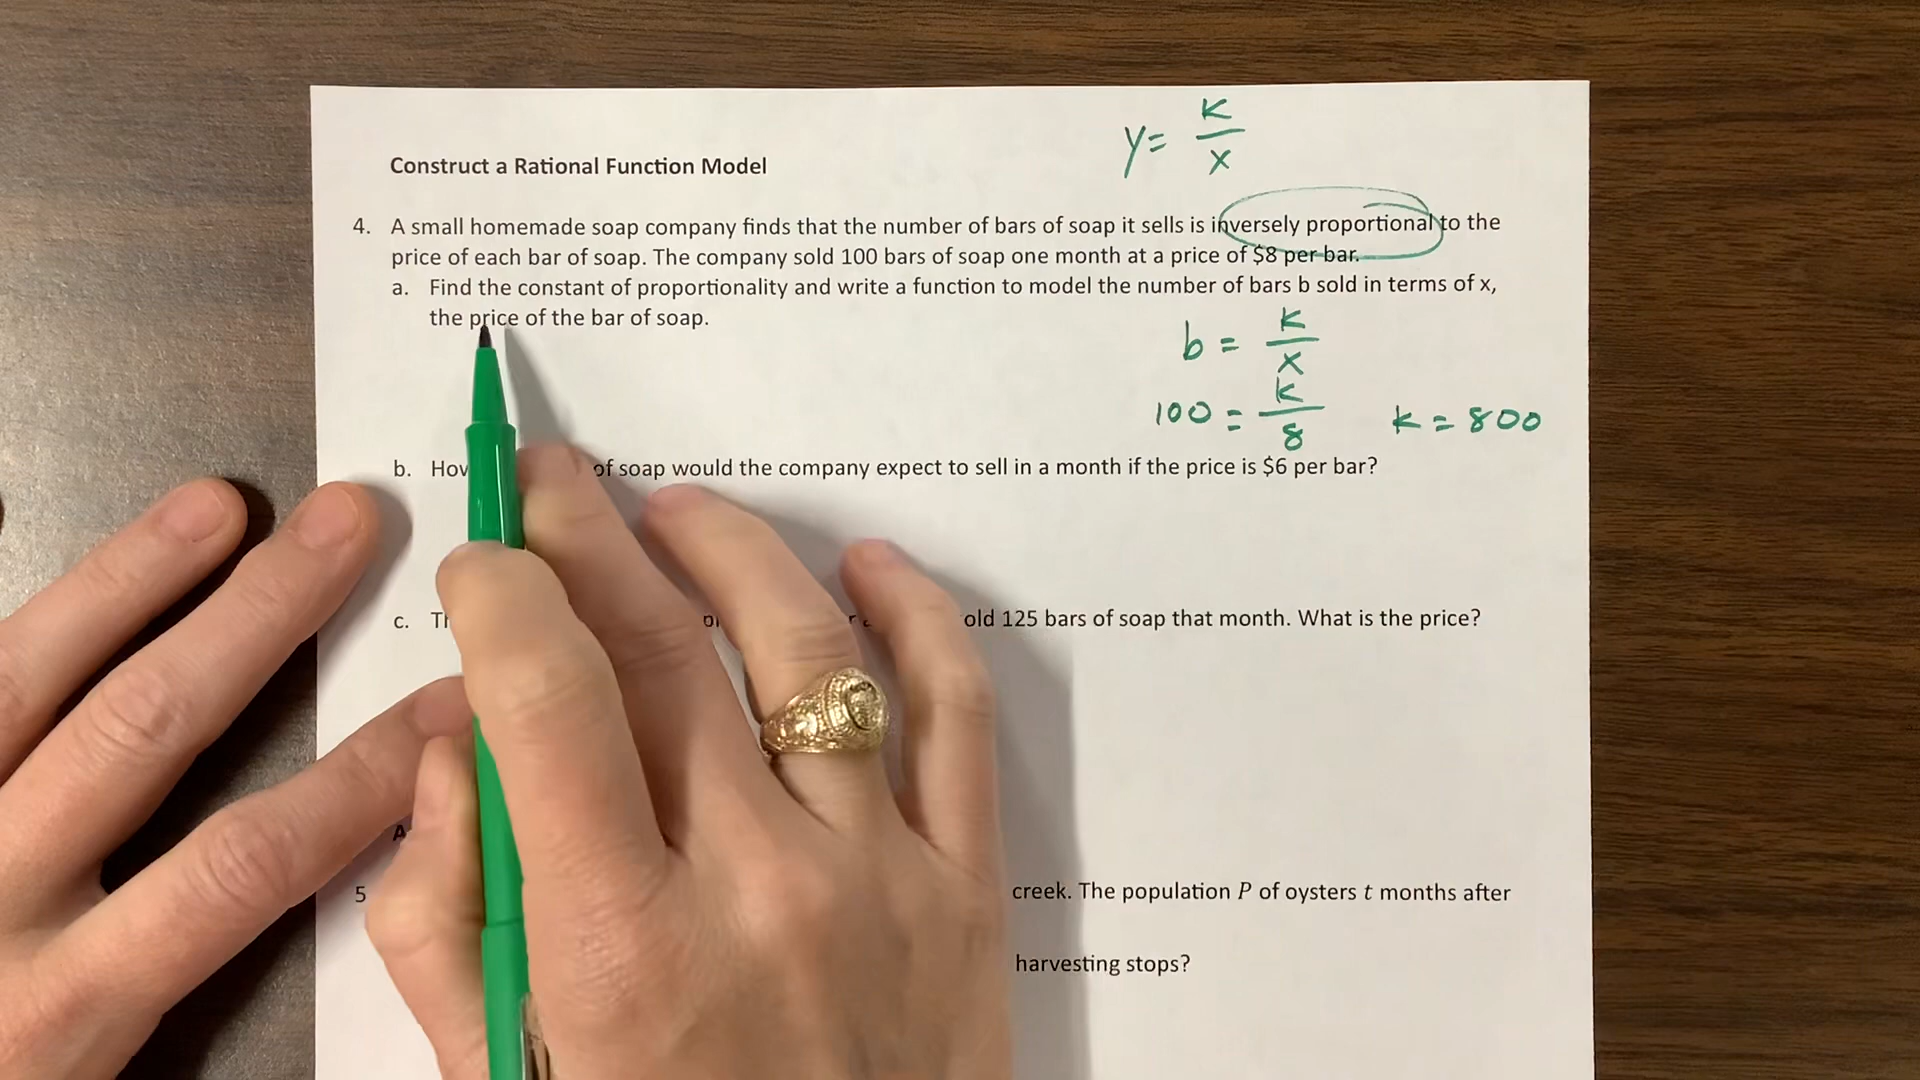 y = k/x
Construct a Rational Function Model
4. A small homemade soap company finds that the number of bars of soap it sells is inversely proportional to the
price of each bar of soap. The company sold 100 bars of soap one month at a price of $8 per bar.
a. Find the constant of proportionality and write a function to model the number of bars b sold in terms of x,
the price of the bar of soap.
b = k/x
100 = k/8 k = 800
b. of soap would the company expect to sell in a month if the price is $6 per bar?
c. 125 bars of soap that month. What is the price?
5 creek. The population P of oysters t months after
harvesting stops?